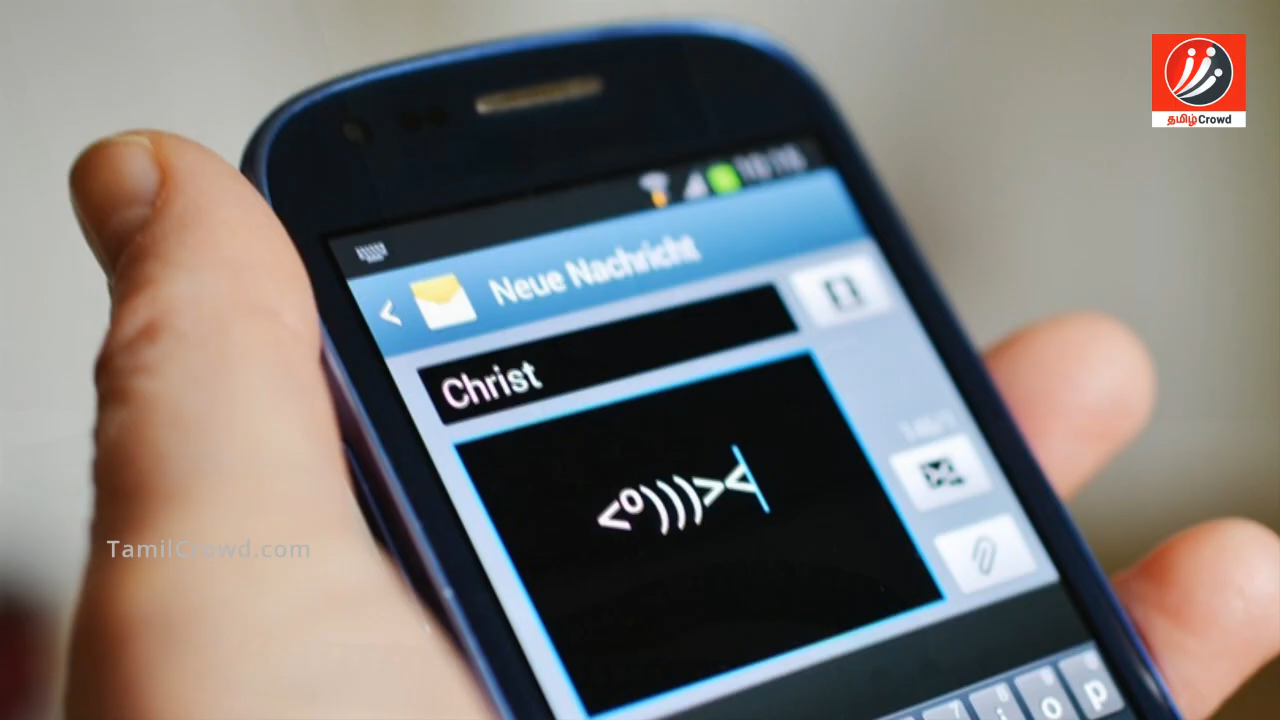 தமிழ்Crowd
Neue Nachricht
Christ
<º)))><
TamilCrowd.com
o p